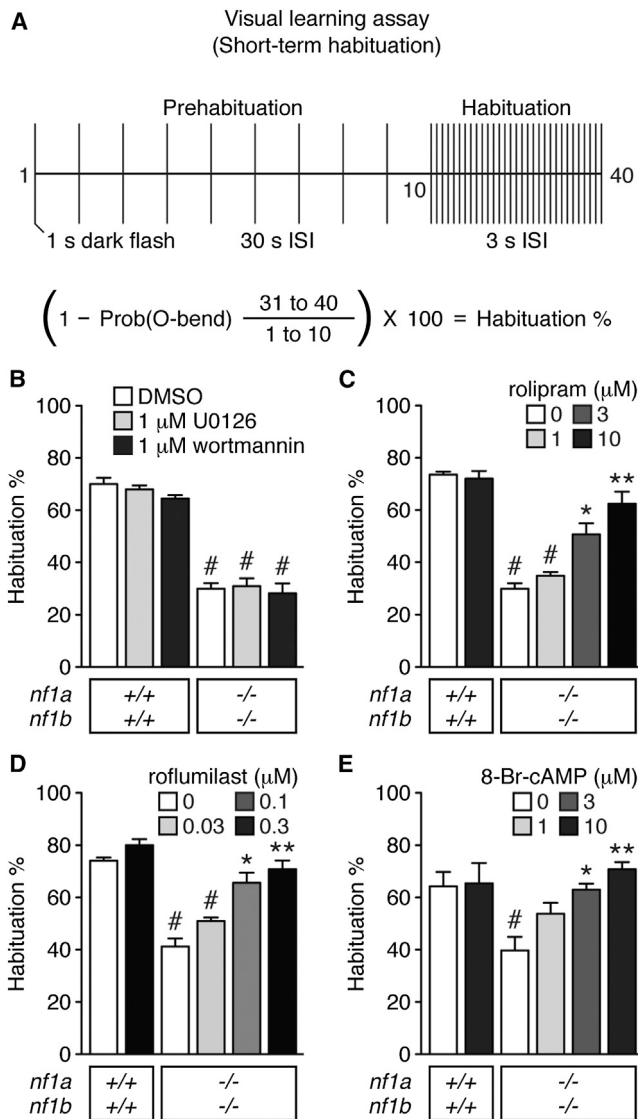 A
Visual learning assay
(Short-term habituation)
Prehabituation
Habituation
1
10
40
1 s dark flash
30 s ISI
3 s ISI
(1 − Prob(O-bend) 31 to 40 / 1 to 10) X 100 = Habituation %
B
DMSO
1 μM U0126
1 μM wortmannin
Habituation %
100
80
60
40
20
0
# # #
nf1a +/+ -/-
nf1b +/+ -/-
C
rolipram (μM)
0 3
1 10
Habituation %
100
80
60
40
20
0
# # * **
nf1a +/+ -/-
nf1b +/+ -/-
D
roflumilast (μM)
0 0.1
0.03 0.3
Habituation %
100
80
60
40
20
0
# # * **
nf1a +/+ -/-
nf1b +/+ -/-
E
8-Br-cAMP (μM)
0 3
1 10
Habituation %
100
80
60
40
20
0
# * **
nf1a +/+ -/-
nf1b +/+ -/-